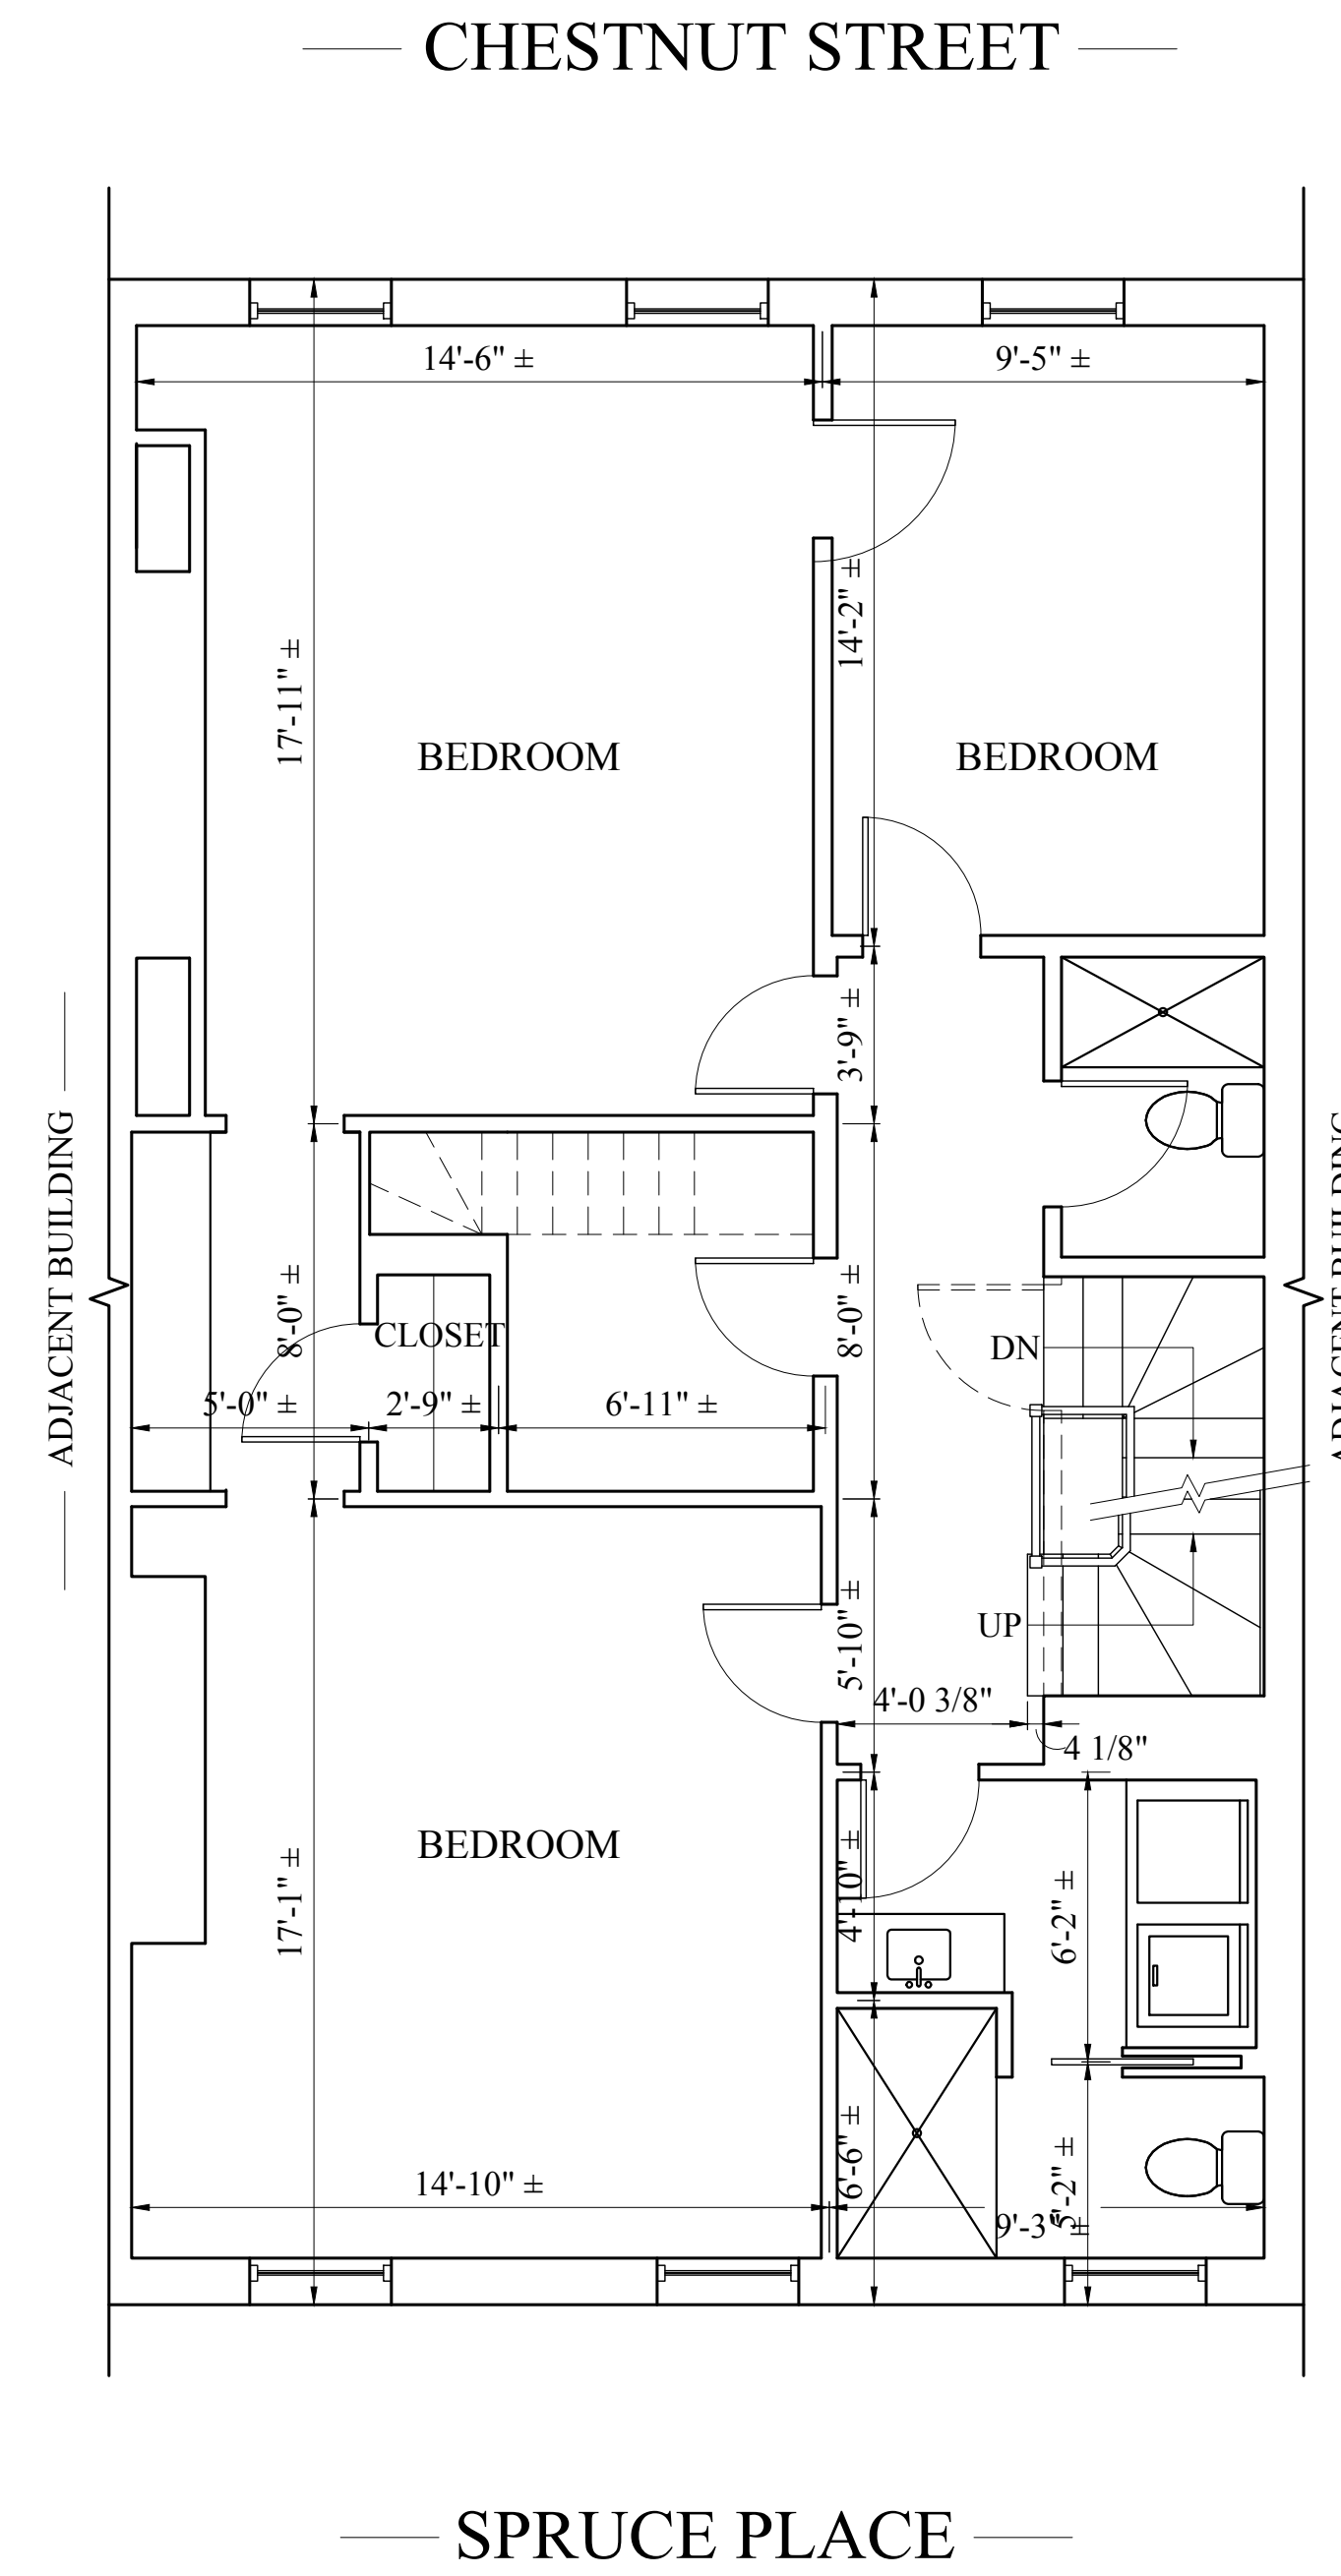 CHESTNUT STREET
14'-6" ±
9'-5" ±
14'-2" ±
17'-11" ±
BEDROOM
BEDROOM
3'-9" ±
ADJACENT BUILDING
ADJACENT BUILDING
8'-0" ±
8'-0" ±
CLOSET
DN
5'-0" ±
2'-9" ±
6'-11" ±
UP
5'-10" ±
4'-0 3/8"
4 1/8"
BEDROOM
17'-1" ±
4'-10" ±
6'-2" ±
6'-6" ±
5'-2" ±
14'-10" ±
9'-3" ±
SPRUCE PLACE